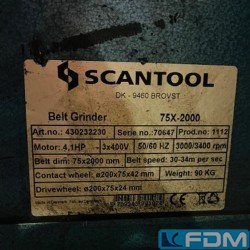 SCANTOOL
DK - 9460 BROVST
Belt Grinder 75X-2000
Art.no.: 430232230 Serie no.:70647 Prod.no.: 1112
Motor: 4,1HP - 3x400V 50/60 HZ 3000/3400 rpm
Belt dim: 75x2000 mm Belt speed: 30-34m per sec.
Contact wheel: ø200x75x42 mm Weight: 90 KG
Drivewheel: ø200x75x24 mm
FDM